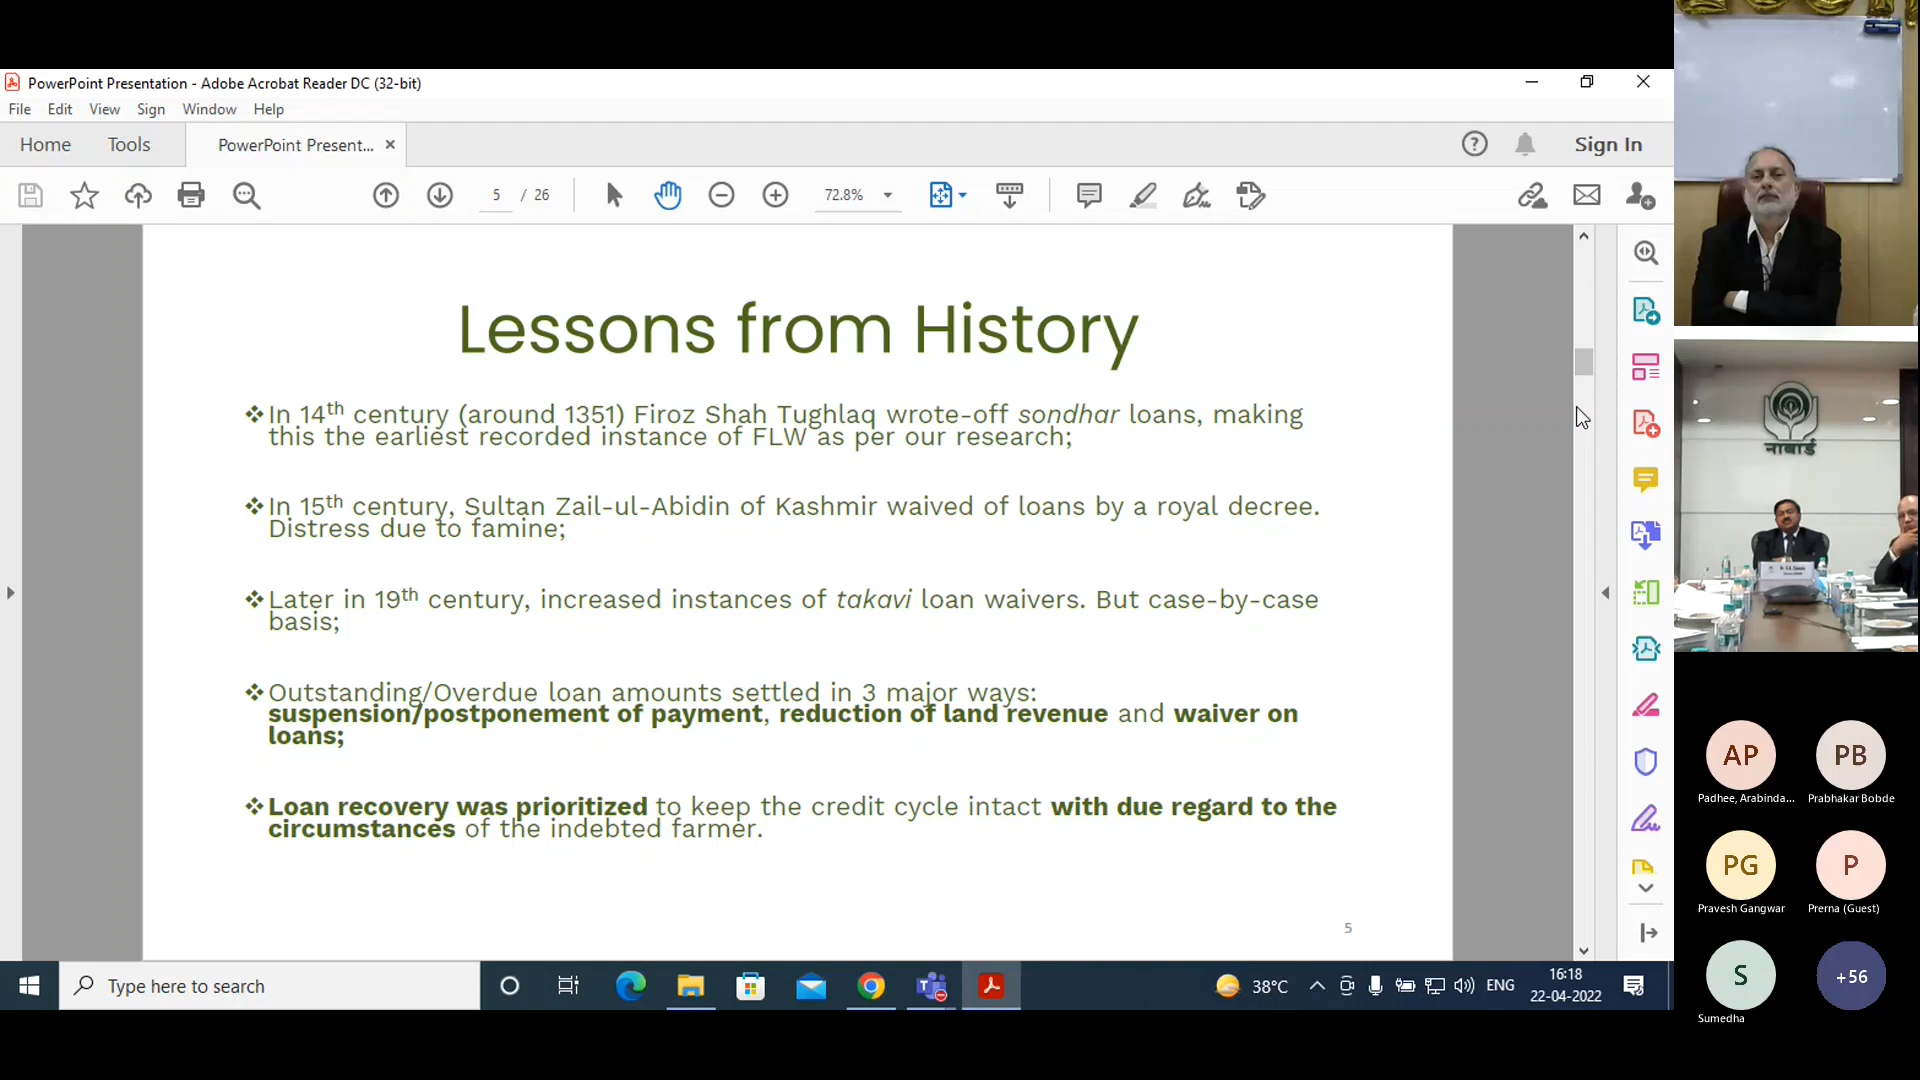 PowerPoint Presentation - Adobe Acrobat Reader DC (32-bit)
File Edit View Sign Window Help
Home Tools PowerPoint Present... Sign In
5 / 26 72.8%
Lessons from History
❖In 14th century (around 1351) Firoz Shah Tughlaq wrote-off sondhar loans, making
this the earliest recorded instance of FLW as per our research;
❖In 15th century, Sultan Zail-ul-Abidin of Kashmir waived of loans by a royal decree.
Distress due to famine;
❖Later in 19th century, increased instances of takavi loan waivers. But case-by-case
basis;
❖Outstanding/Overdue loan amounts settled in 3 major ways:
suspension/postponement of payment, reduction of land revenue and waiver on
loans;
❖Loan recovery was prioritized to keep the credit cycle intact with due regard to the
circumstances of the indebted farmer.
5
Type here to search
38°C ENG
16:18
22-04-2022
नाबार्ड
AP PB
Padhee, Arabinda... Prabhakar Bobde
PG P
Pravesh Gangwar Prerna (Guest)
S +56
Sumedha